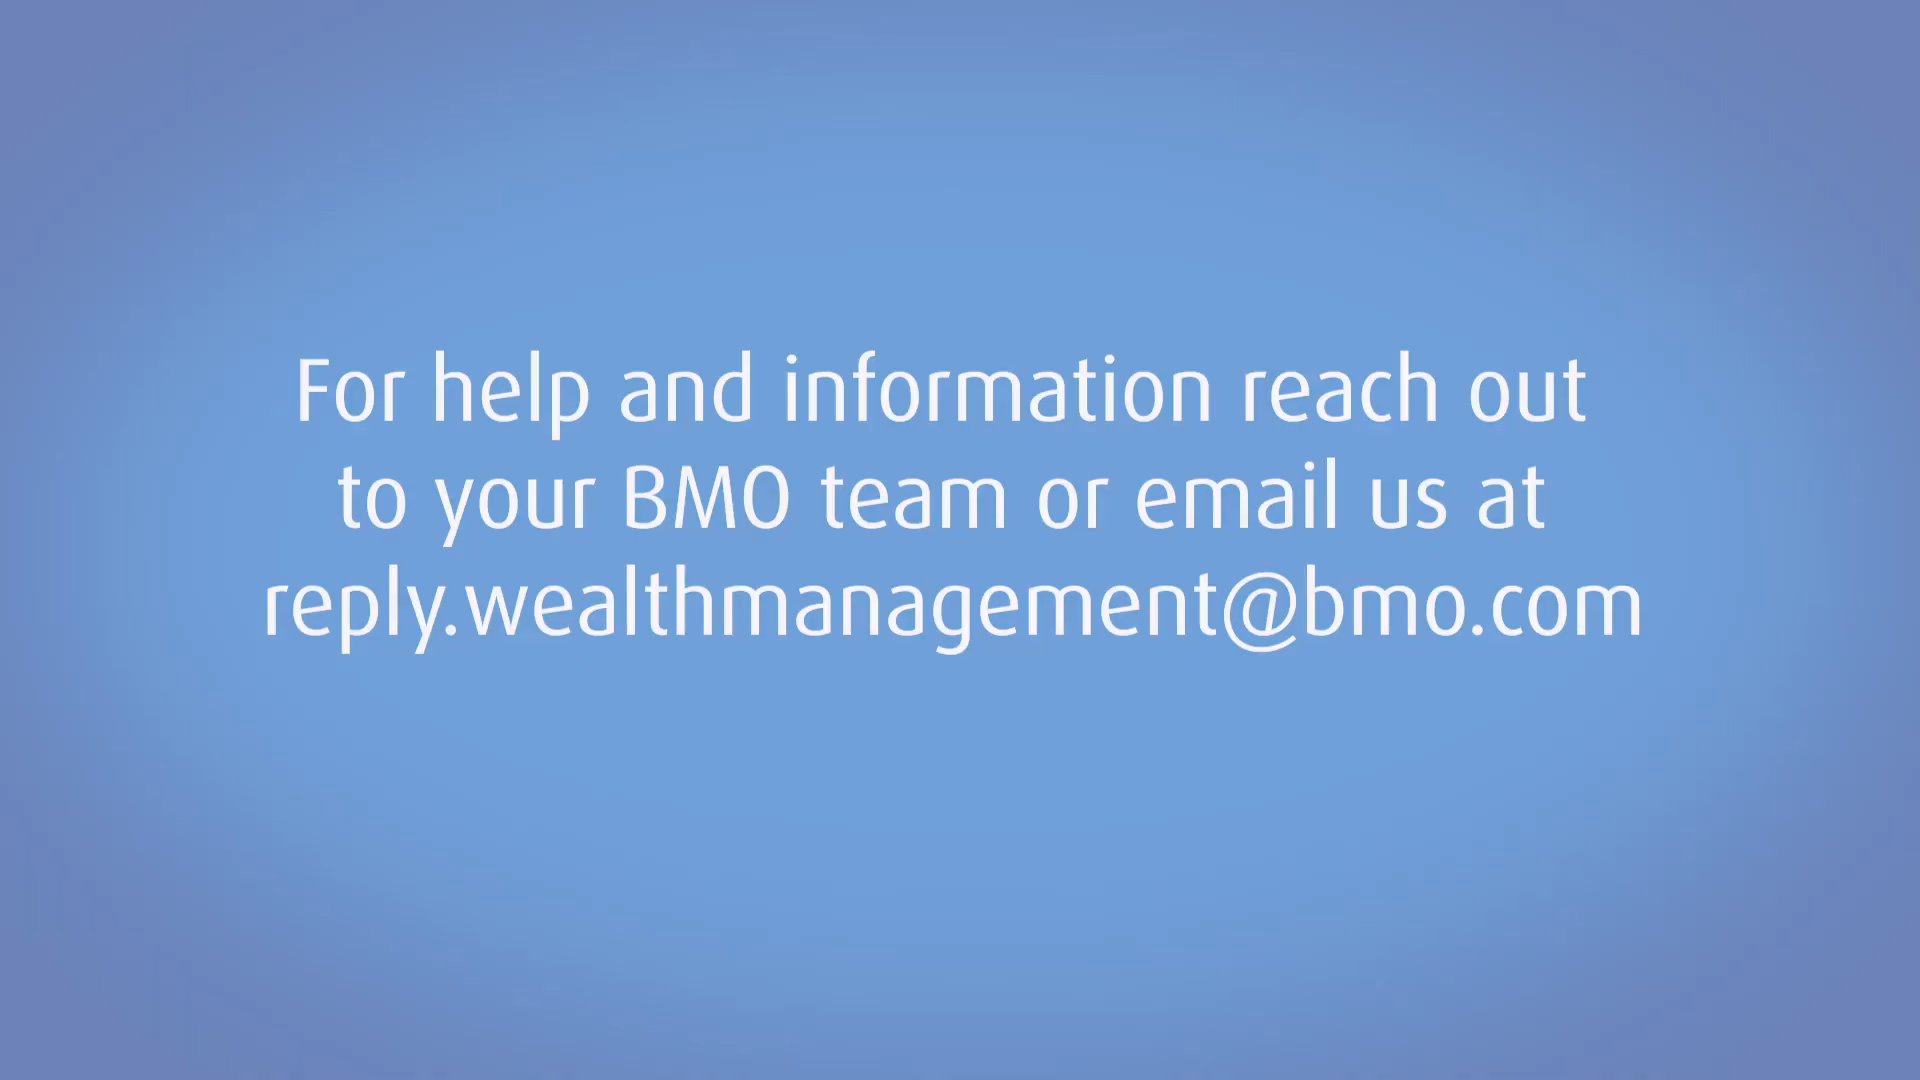 For help and information reach out
to your BMO team or email us at
reply.wealthmanagement@bmo.com